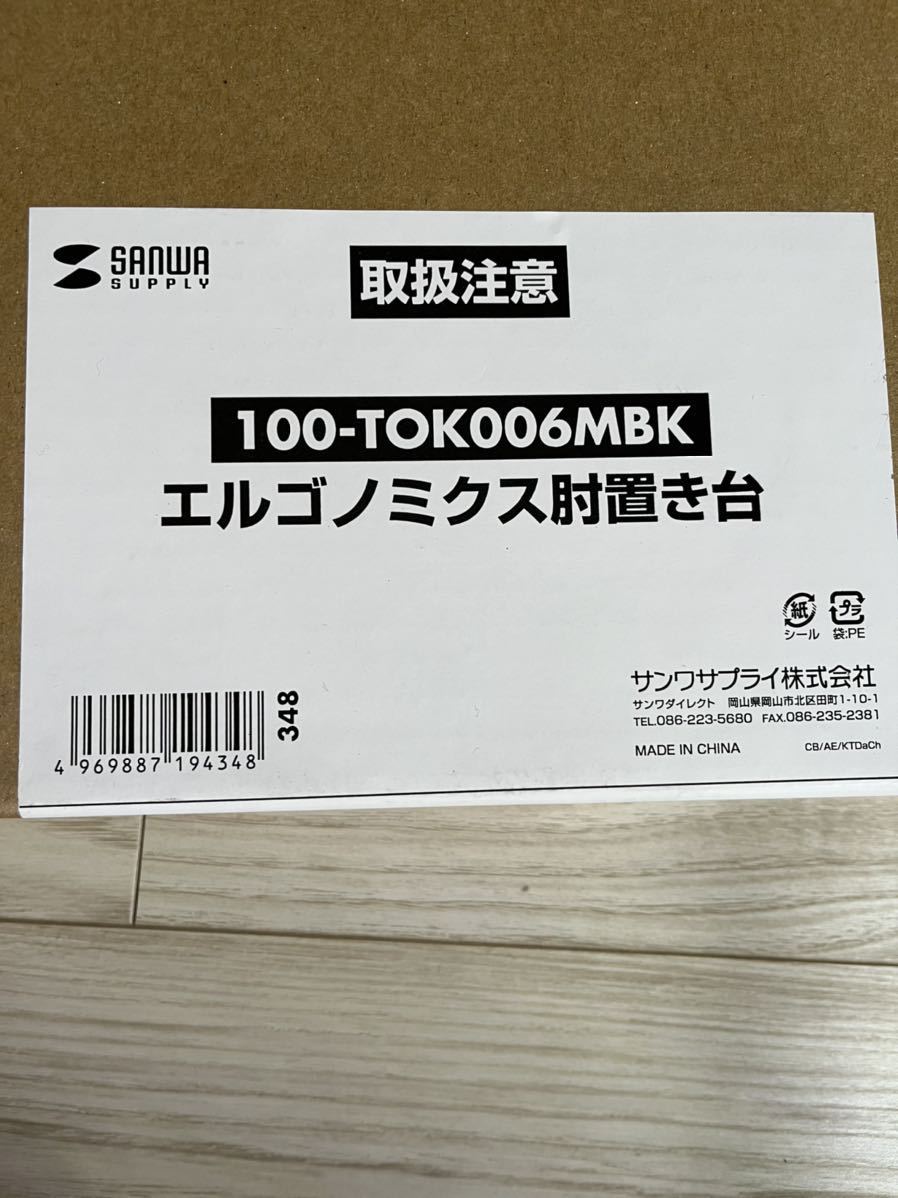 SANWA
SUPPLY
取扱注意
100-TOK006MBK
エルゴノミクス肘置き台
紙
シール
プラ
袋:PE
サンワサプライ株式会社
サンワダイレクト 岡山県岡山市北区田町1-10-1
TEL.086-223-5680 FAX.086-235-2381
MADE IN CHINA
CB/AE/KTDaCh
348
4 969887 194348